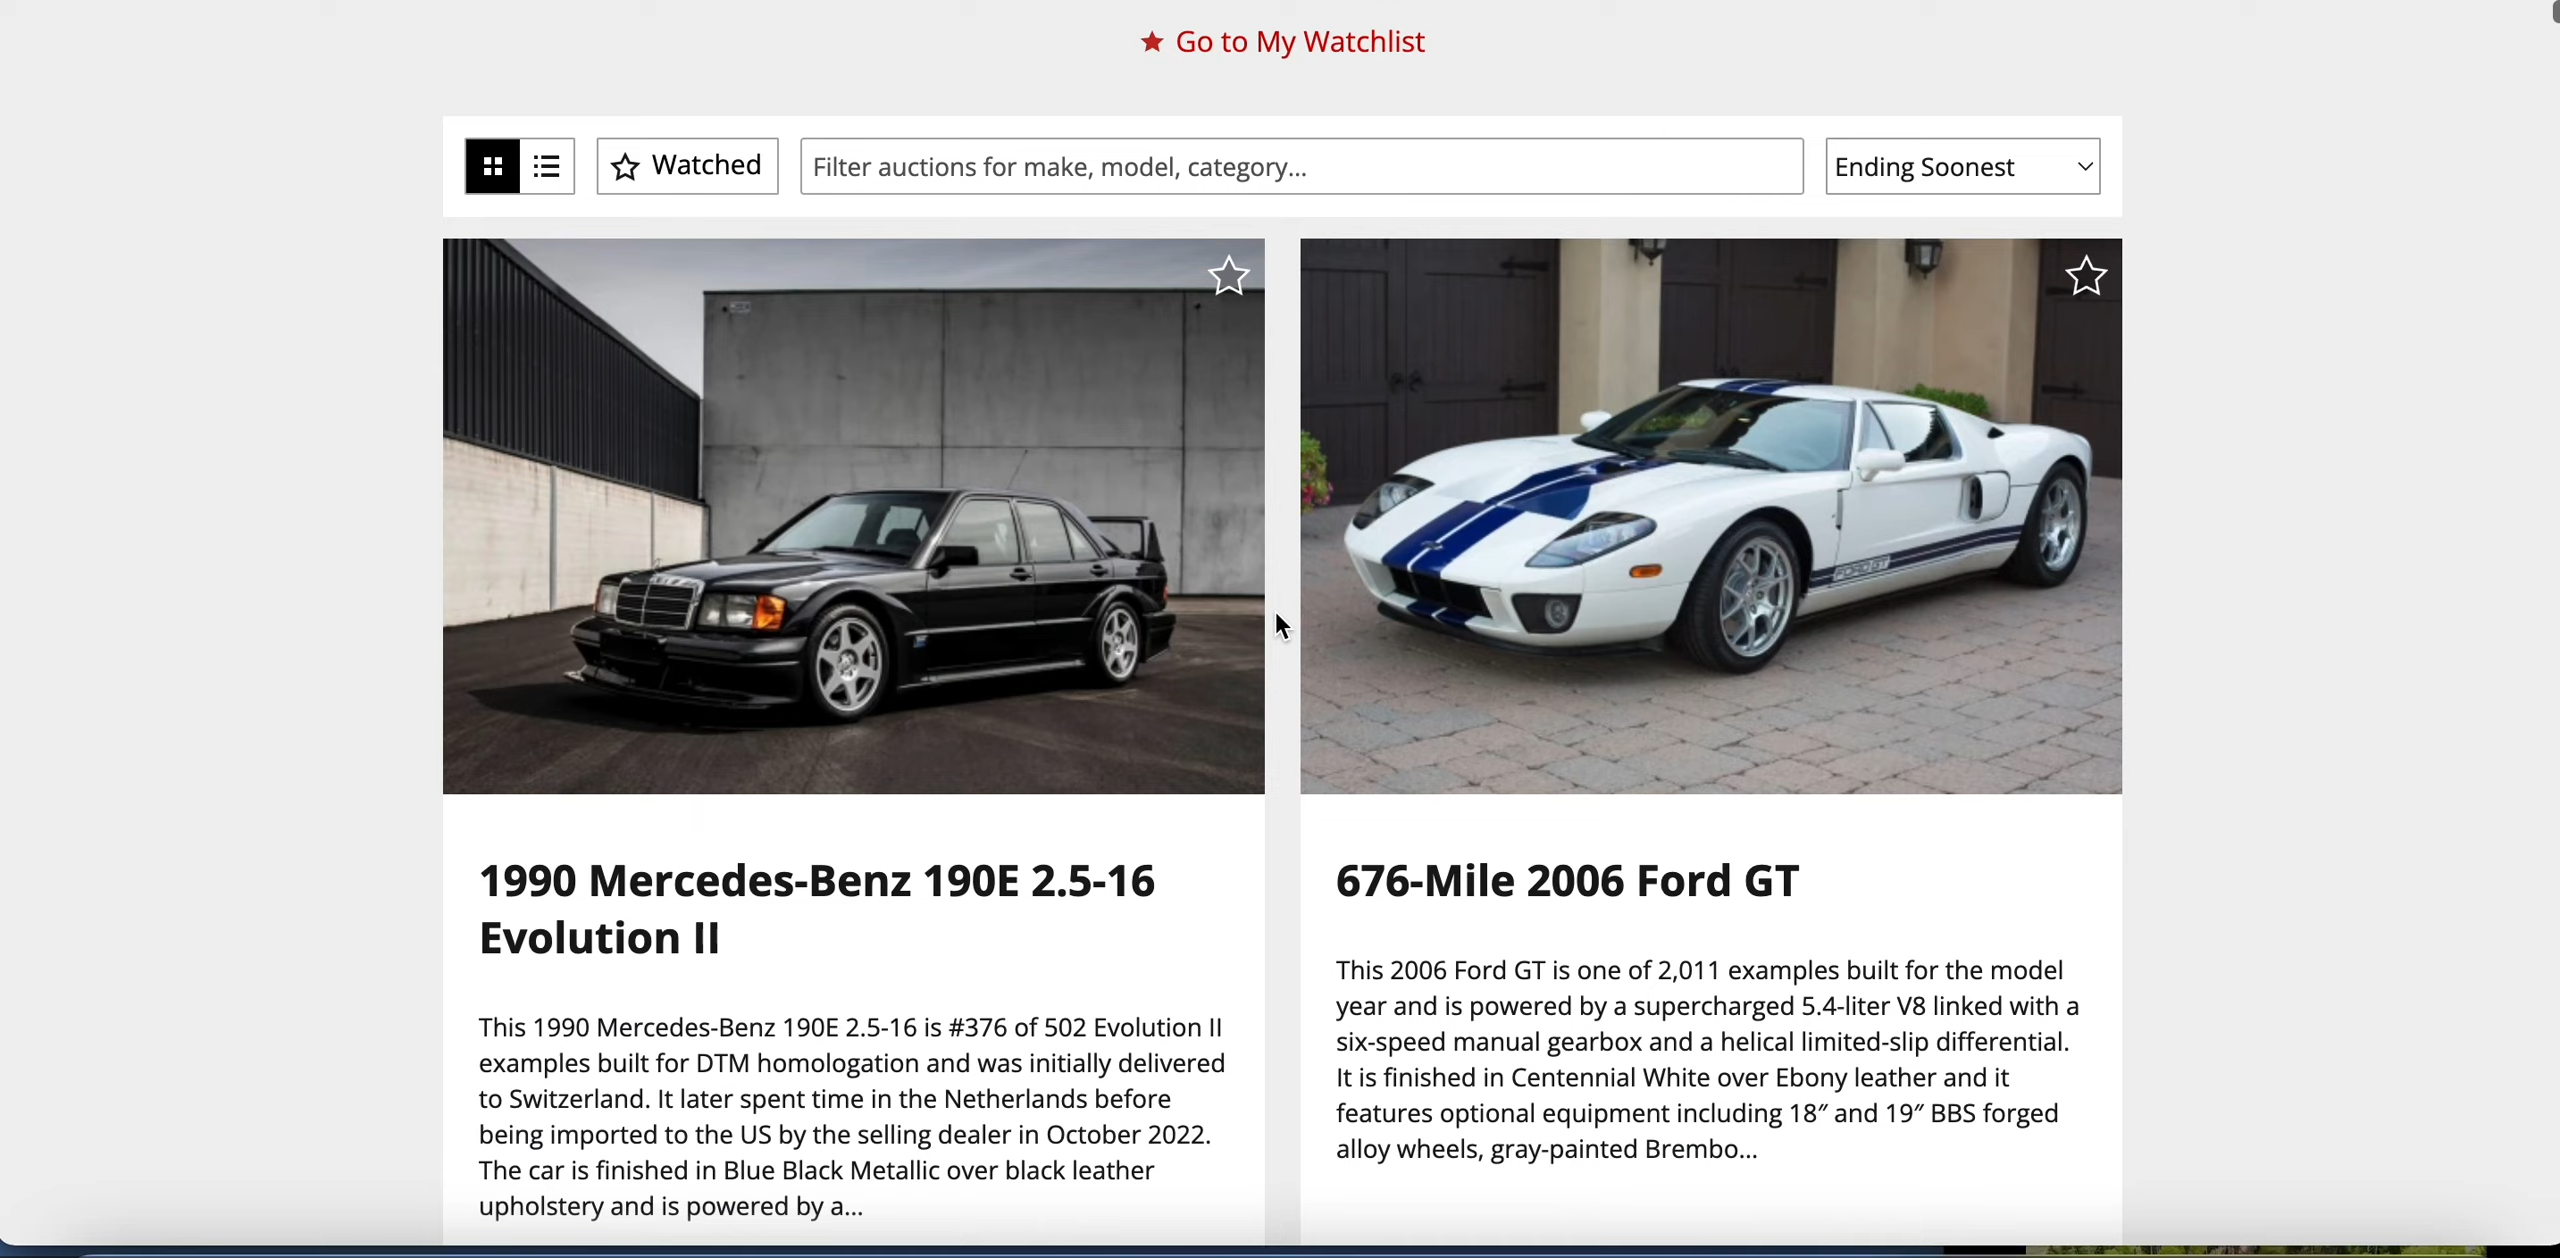 Go to My Watchlist
Watched
Filter auctions for make, model, category...
Ending Soonest
FORD GT
1990 Mercedes-Benz 190E 2.5-16
Evolution II
This 1990 Mercedes-Benz 190E 2.5-16 is #376 of 502 Evolution II
examples built for DTM homologation and was initially delivered
to Switzerland. It later spent time in the Netherlands before
being imported to the US by the selling dealer in October 2022.
The car is finished in Blue Black Metallic over black leather
upholstery and is powered by a...
676-Mile 2006 Ford GT
This 2006 Ford GT is one of 2,011 examples built for the model
year and is powered by a supercharged 5.4-liter V8 linked with a
six-speed manual gearbox and a helical limited-slip differential.
It is finished in Centennial White over Ebony leather and it
features optional equipment including 18″ and 19″ BBS forged
alloy wheels, gray-painted Brembo...